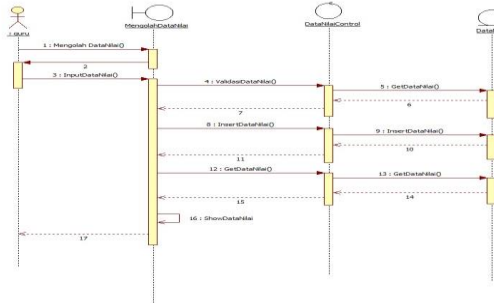 : guru
MengolahDataNilai
DataNilaiControl
1 : Mengolah DataNilai()
2
3 : InputDataNilai()
4 : ValidasiDataNilai()
5 : GetDataNilai()
6
7
8 : InsertDataNilai()
9 : InsertDataNilai()
10
11
12 : GetDataNilai()
13 : GetDataNilai()
14
15
16 : ShowDataNilai
17